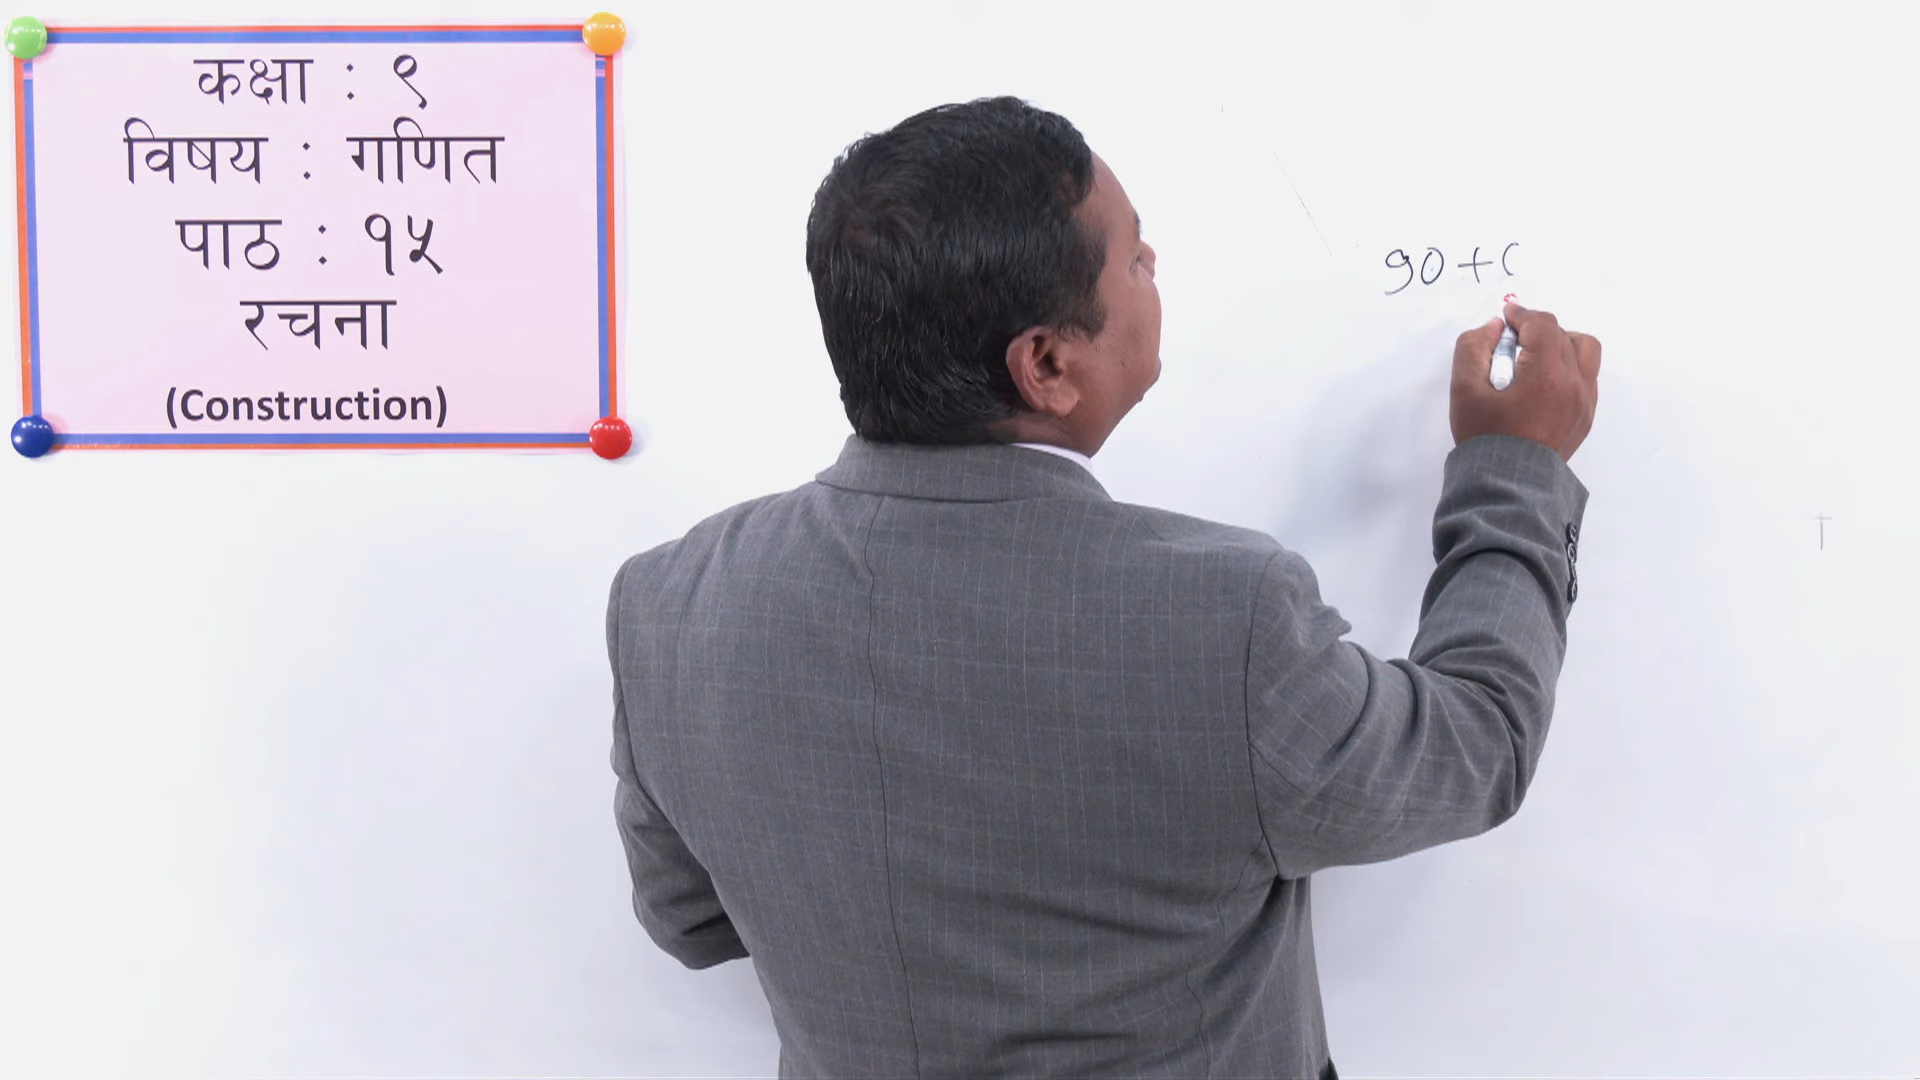 कक्षा : ९
विषय : गणित
पाठ : १५
रचना
(Construction)
90+